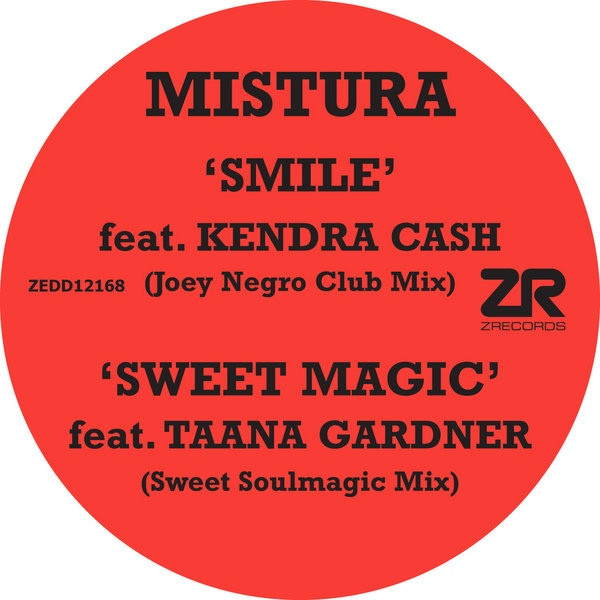 MISTURA
‘SMILE’
feat. KENDRA CASH
ZEDD12168 (Joey Negro Club Mix)
ZR
ZRECORDS
‘SWEET MAGIC’
feat. TAANA GARDNER
(Sweet Soulmagic Mix)